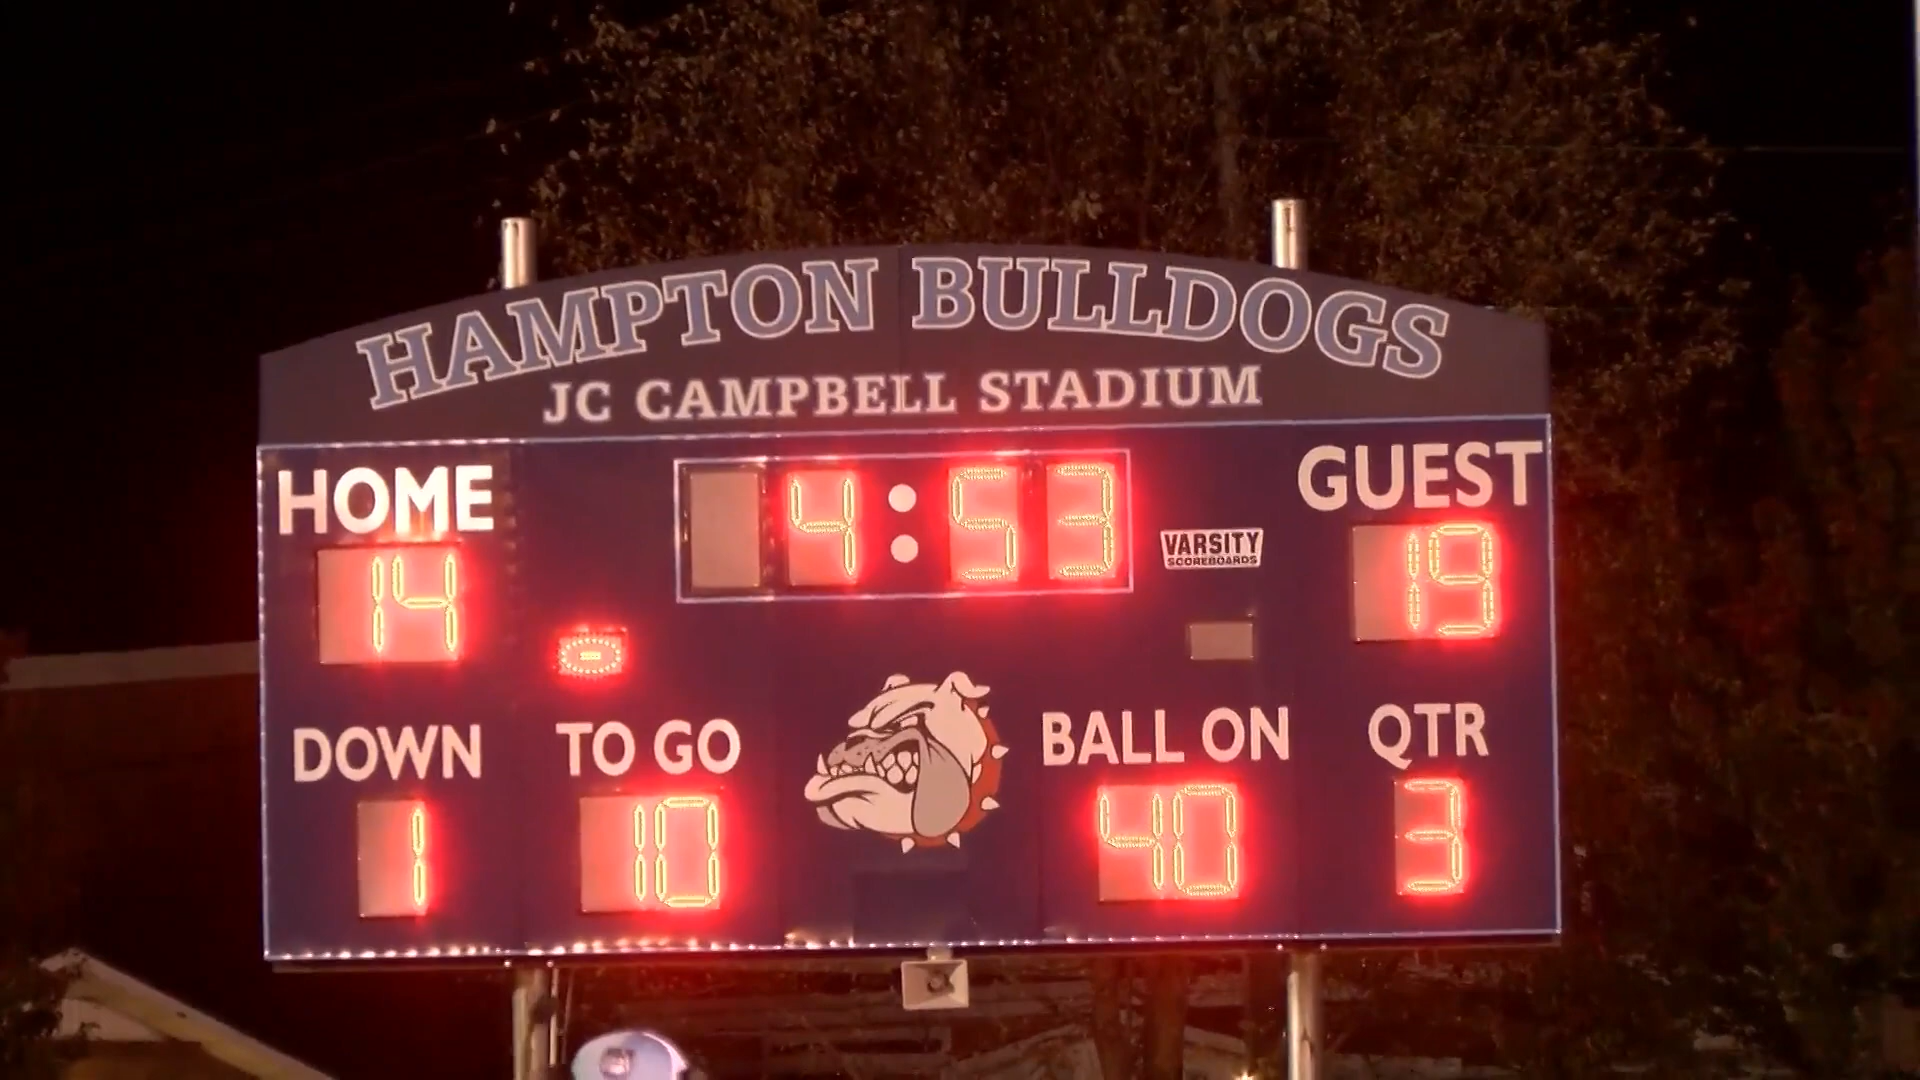 HAMPTON BULLDOGS
JC CAMPBELL STADIUM
HOME
4:53
GUEST
14
VARSITY
SCOREBOARDS
19
DOWN
TO GO
BALL ON
QTR
1
10
40
3